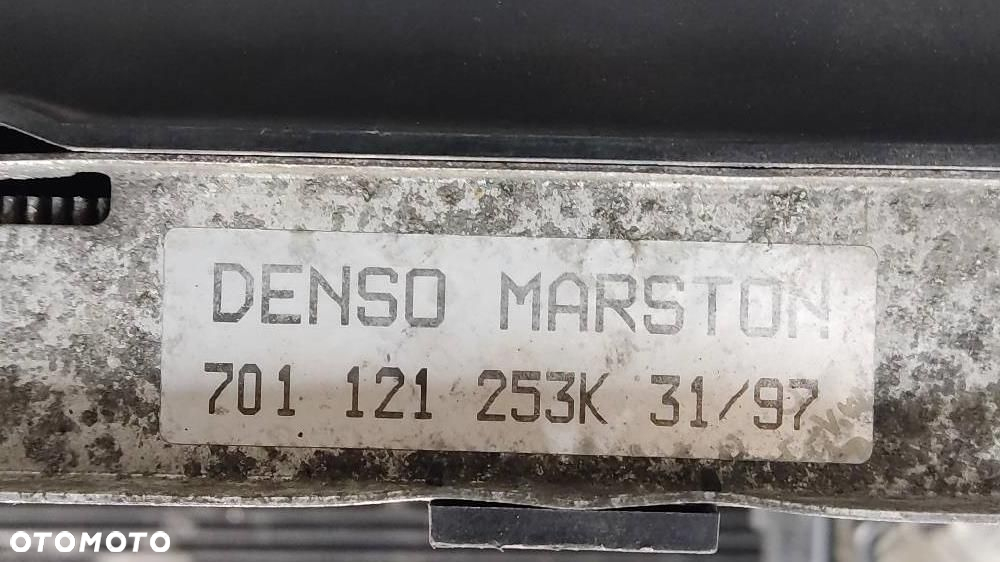 DENSO MARSTON
701 121 253K 31/97
OTOMOTO